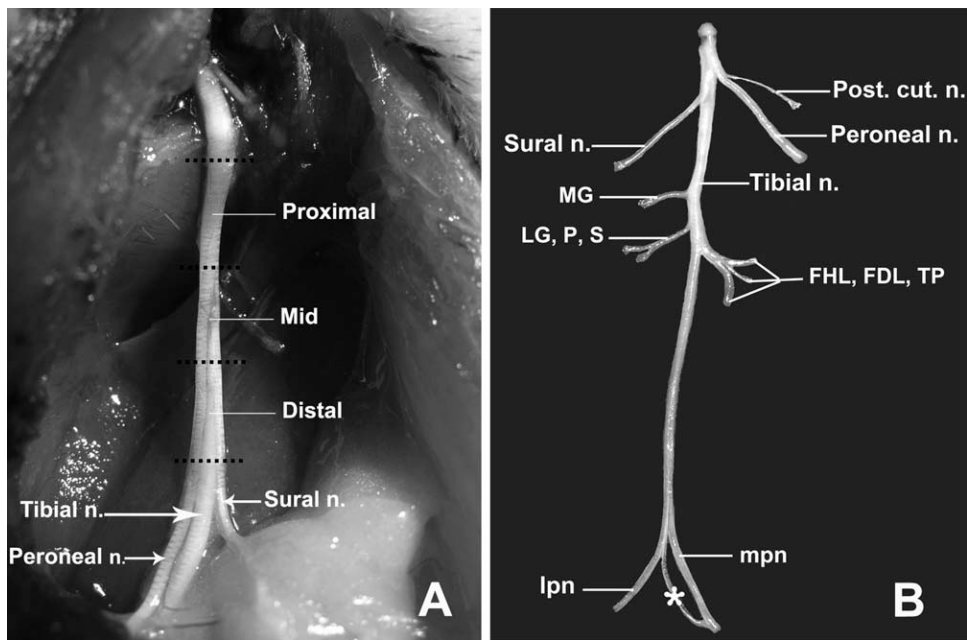 Proximal
Mid
Distal
Sural n.
Tibial n.
Peroneal n.
A
Post. cut. n.
Peroneal n.
Sural n.
Tibial n.
MG
LG, P, S
FHL, FDL, TP
mpn
lpn
*
B